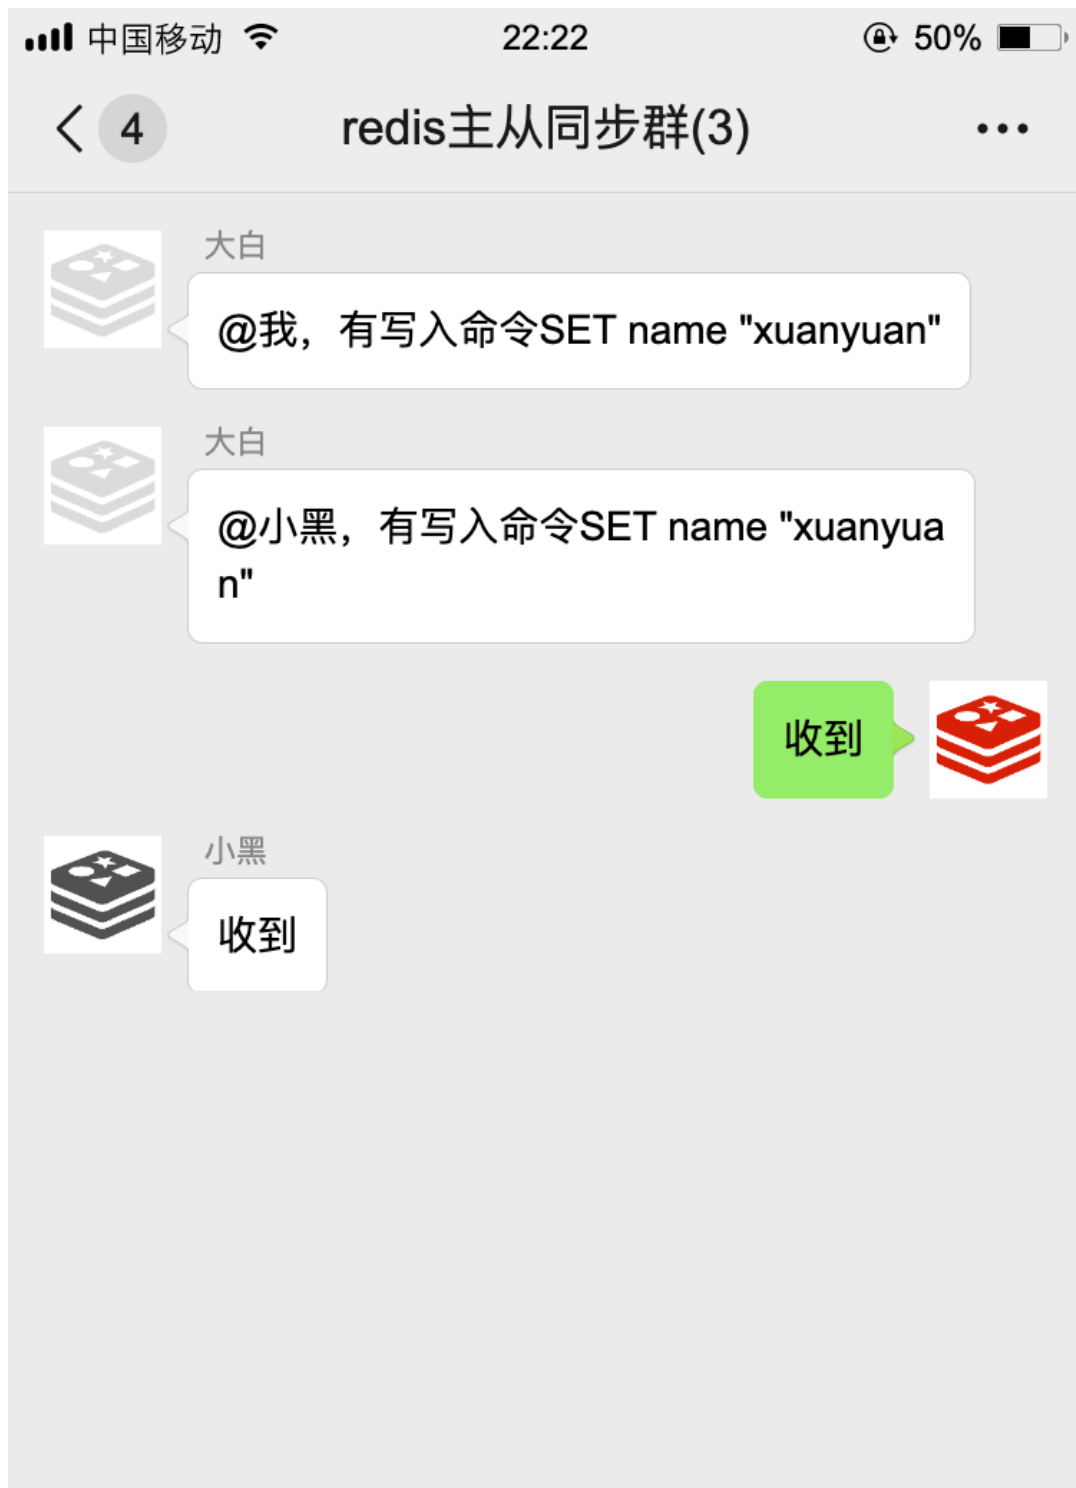 中国移动 22:22 50%
4 redis主从同步群(3)
大白
@我，有写入命令SET name "xuanyuan"
大白
@小黑，有写入命令SET name "xuanyua
n"
收到
小黑
收到